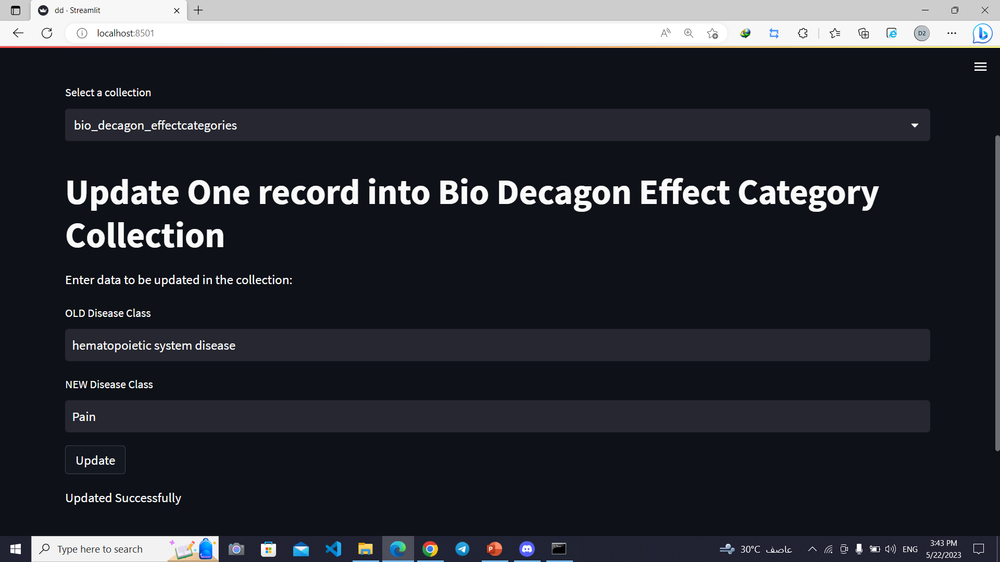 dd · Streamlit
localhost:8501
D2
Select a collection
bio_decagon_effectcategories
Update One record into Bio Decagon Effect Category
Collection
Enter data to be updated in the collection:
OLD Disease Class
hematopoietic system disease
NEW Disease Class
Pain
Update
Updated Successfully
Type here to search
30°C عاصف
ENG
3:43 PM
5/22/2023